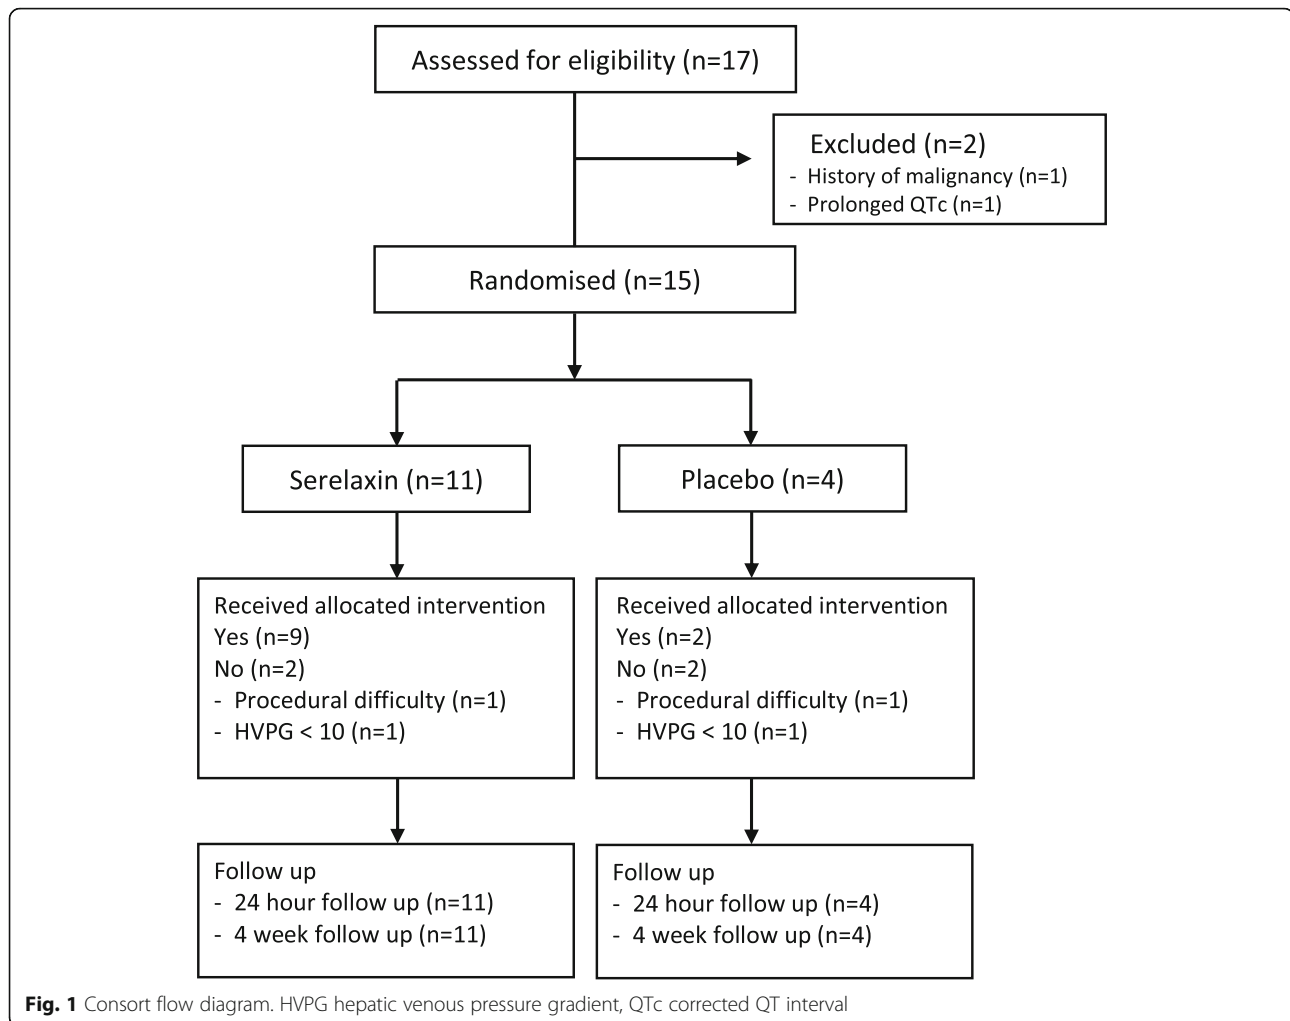 Assessed for eligibility (n=17)
Excluded (n=2)
- History of malignancy (n=1)
- Prolonged QTc (n=1)
Randomised (n=15)
Serelaxin (n=11)
Placebo (n=4)
Received allocated intervention
Yes (n=9)
No (n=2)
- Procedural difficulty (n=1)
- HVPG < 10 (n=1)
Received allocated intervention
Yes (n=2)
No (n=2)
- Procedural difficulty (n=1)
- HVPG < 10 (n=1)
Follow up
- 24 hour follow up (n=11)
- 4 week follow up (n=11)
Follow up
- 24 hour follow up (n=4)
- 4 week follow up (n=4)
Fig. 1 Consort flow diagram. HVPG hepatic venous pressure gradient, QTc corrected QT interval